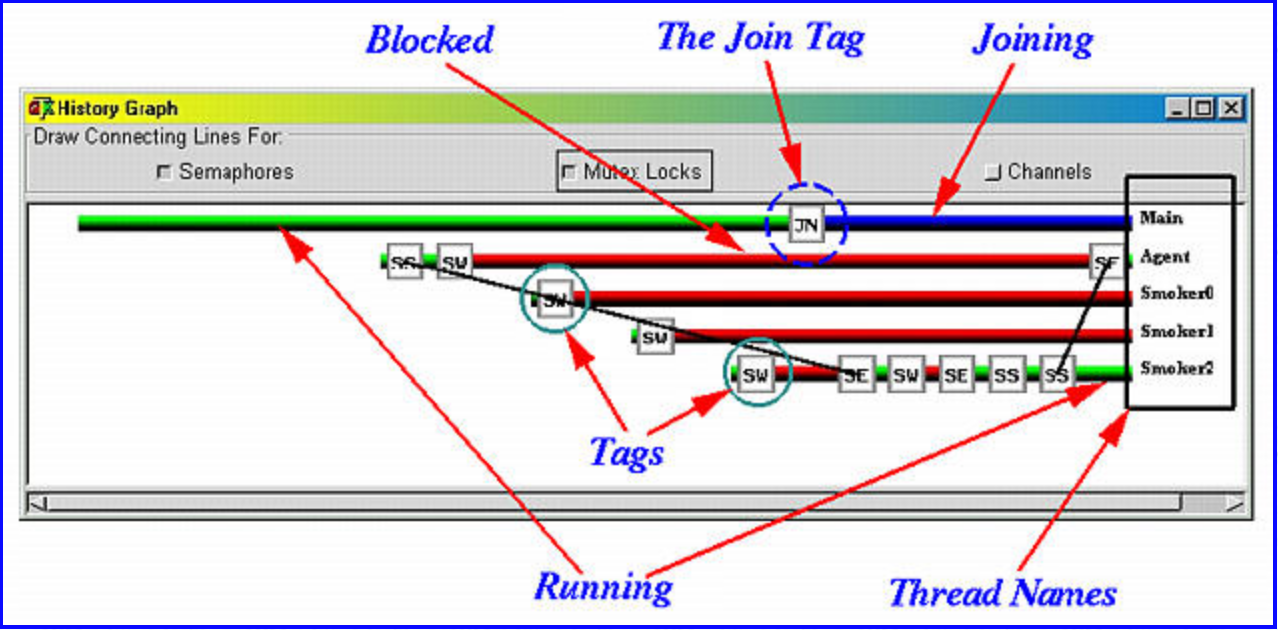 Blocked The Join Tag Joining
History Graph
Draw Connecting Lines For:
Semaphores Mutex Locks Channels
JN Main
SS SW SE Agent
SW Smoker0
SW Smoker1
SW SE SW SE SS SS Smoker2
Tags
Running Thread Names